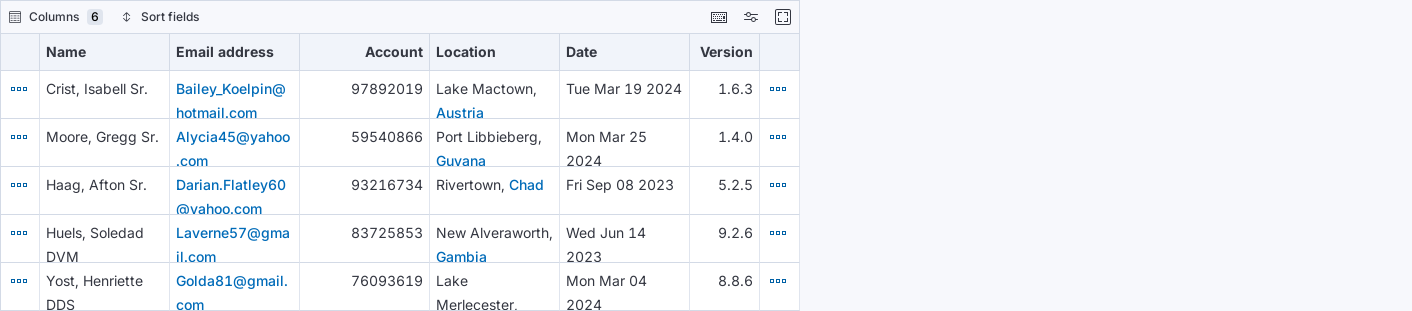 Columns 6 Sort fields
Name Email address Account Location Date Version
Crist, Isabell Sr. Bailey_Koelpin@ 97892019 Lake Mactown, Tue Mar 19 2024 1.6.3
hotmail.com Austria
Moore, Gregg Sr. Alycia45@yahoo 59540866 Port Libbieberg, Mon Mar 25 1.4.0
.com Guyana 2024
Haag, Afton Sr. Darian.Flatley60 93216734 Rivertown, Chad Fri Sep 08 2023 5.2.5
@yahoo.com
Huels, Soledad Laverne57@gma 83725853 New Alveraworth, Wed Jun 14 9.2.6
DVM il.com Gambia 2023
Yost, Henriette Golda81@gmail. 76093619 Lake Mon Mar 04 8.8.6
DDS com Merlecester, 2024